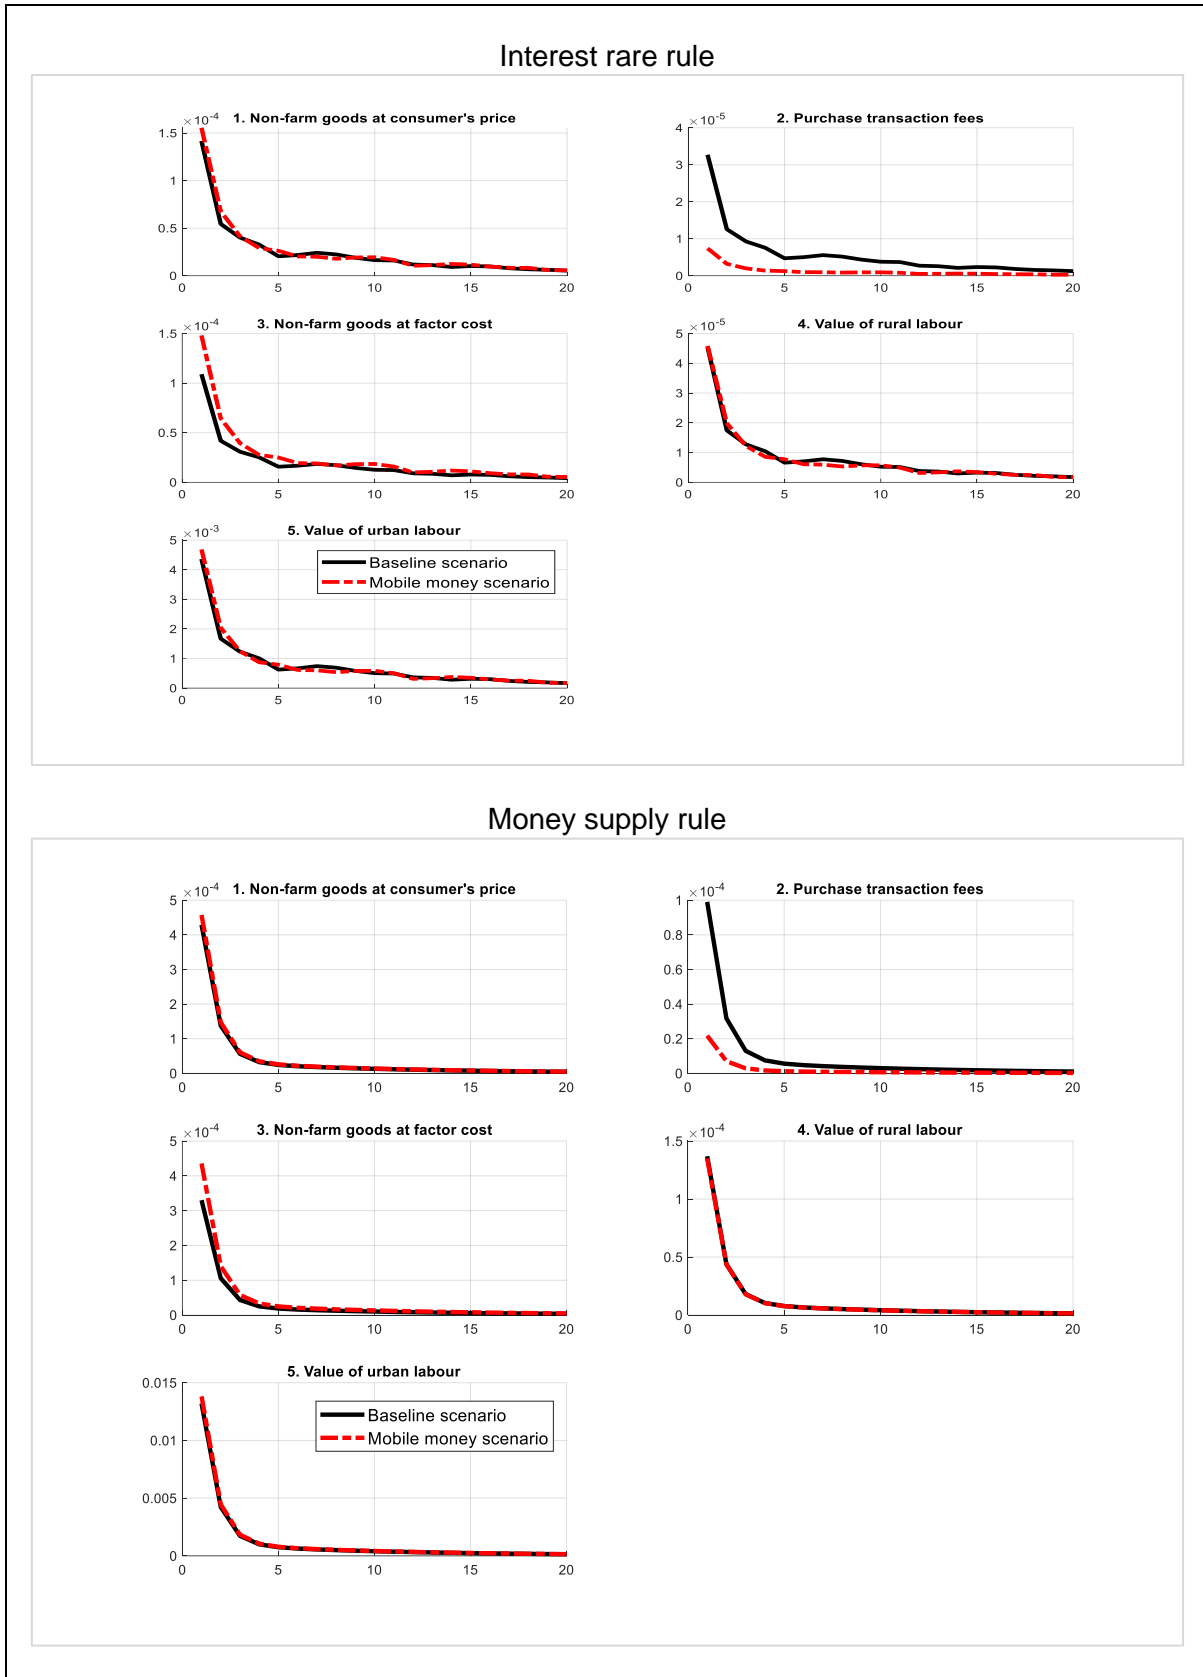 Interest rare rule
×10-4
1. Non-farm goods at consumer's price
1.5
1
0.5
0
0 5 10 15 20
×10-5
2. Purchase transaction fees
4
3
2
1
0
0 5 10 15 20
×10-4
3. Non-farm goods at factor cost
1.5
1
0.5
0
0 5 10 15 20
×10-5
4. Value of rural labour
5
4
3
2
1
0
0 5 10 15 20
×10-3
5. Value of urban labour
5
4
3
2
1
0
0 5 10 15 20
Baseline scenario
Mobile money scenario
Money supply rule
×10-4
1. Non-farm goods at consumer's price
5
4
3
2
1
0
0 5 10 15 20
×10-4
2. Purchase transaction fees
1
0.8
0.6
0.4
0.2
0
0 5 10 15 20
×10-4
3. Non-farm goods at factor cost
5
4
3
2
1
0
0 5 10 15 20
×10-4
4. Value of rural labour
1.5
1
0.5
0
0 5 10 15 20
5. Value of urban labour
0.015
0.01
0.005
0
0 5 10 15 20
Baseline scenario
Mobile money scenario